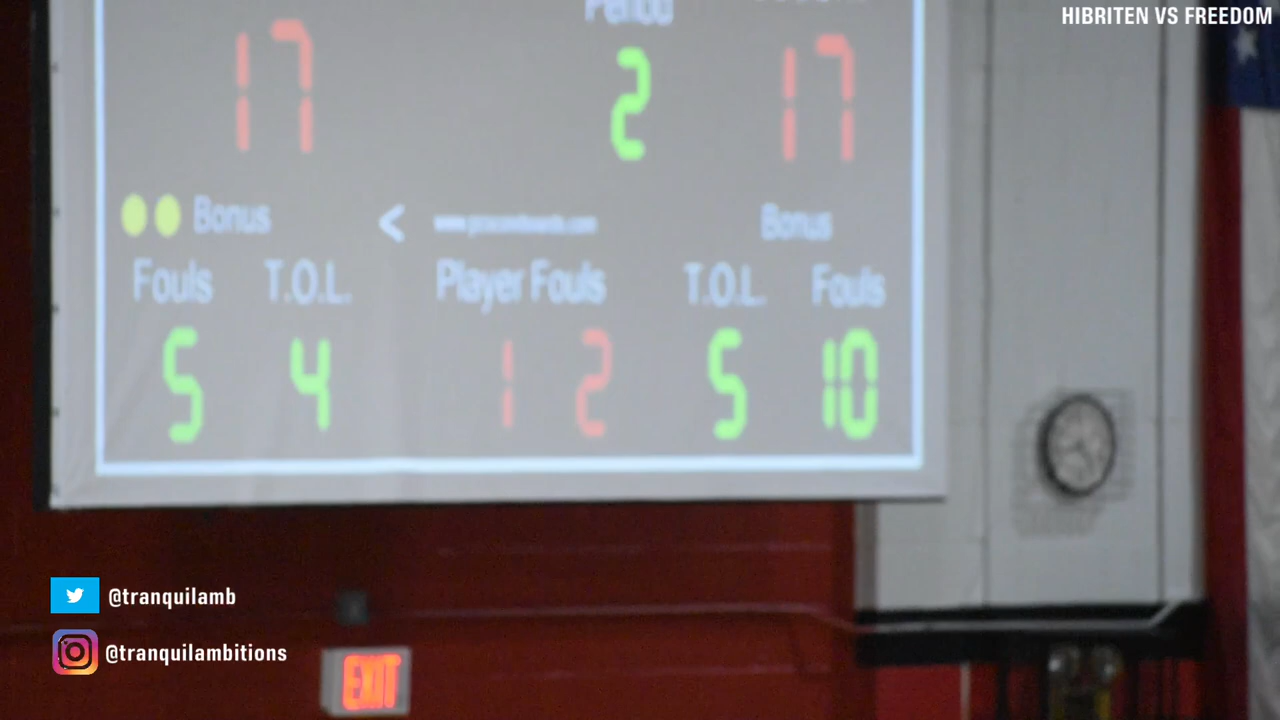 HIBRITEN VS FREEDOM
Period
17 2 17
Bonus < Bonus
Fouls T.O.L. Player Fouls T.O.L. Fouls
5 4 1 2 5 10
@tranquilamb
@tranquilambitions
EXIT